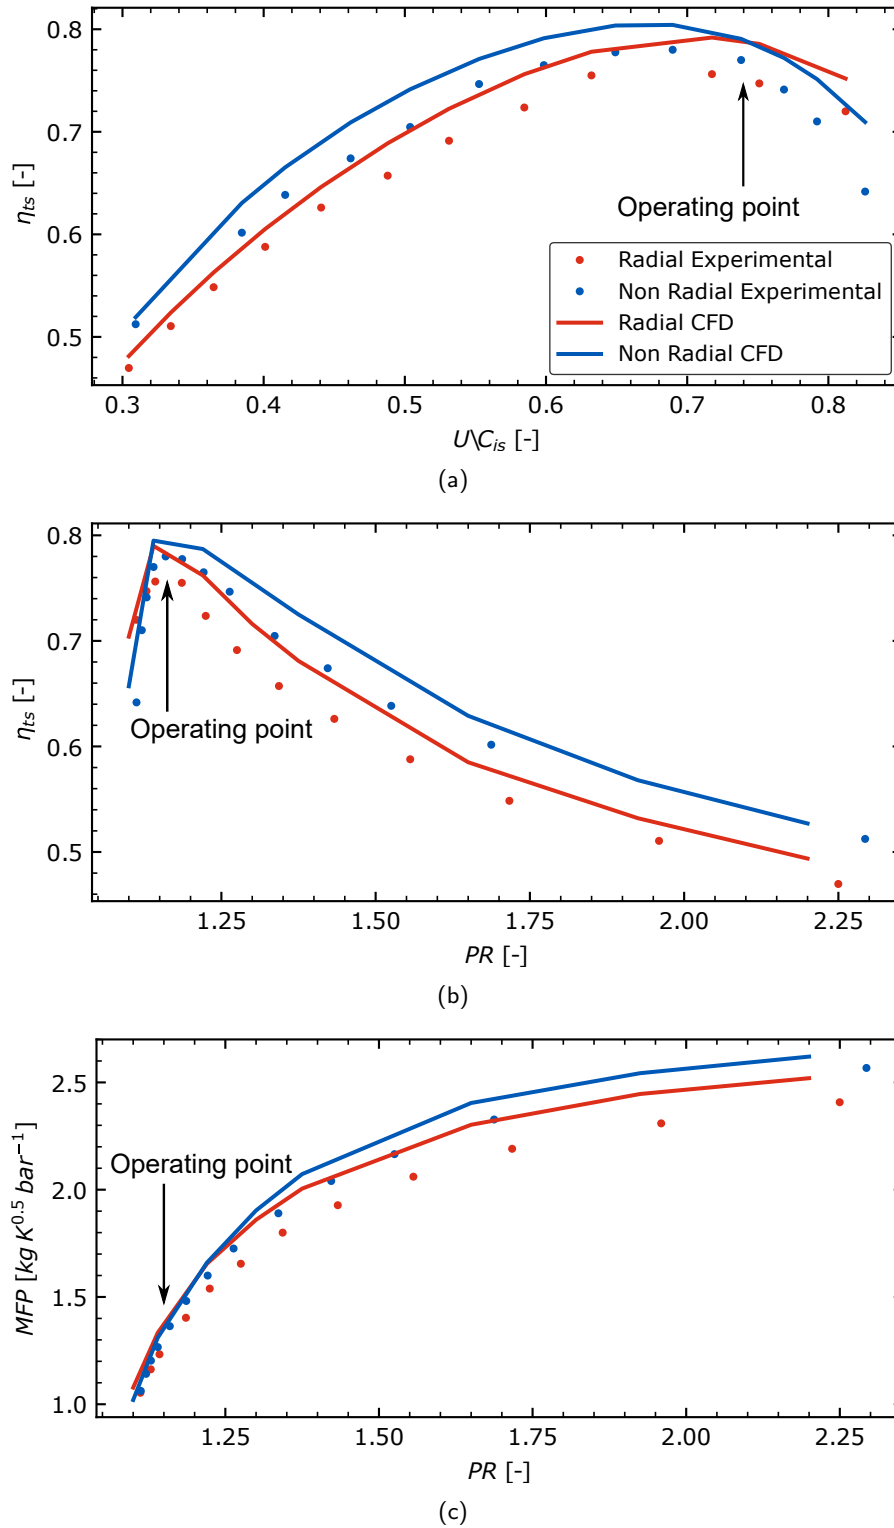 0.8
0.7
0.6
0.5
η_ts [-]
Operating point
Radial Experimental
Non Radial Experimental
Radial CFD
Non Radial CFD
0.3 0.4 0.5 0.6 0.7 0.8
U\C_is [-]
(a)
0.8
0.7
0.6
0.5
η_ts [-]
Operating point
1.25 1.50 1.75 2.00 2.25
PR [-]
(b)
2.5
2.0
1.5
1.0
MFP [kg K^0.5 bar^−1]
Operating point
1.25 1.50 1.75 2.00 2.25
PR [-]
(c)